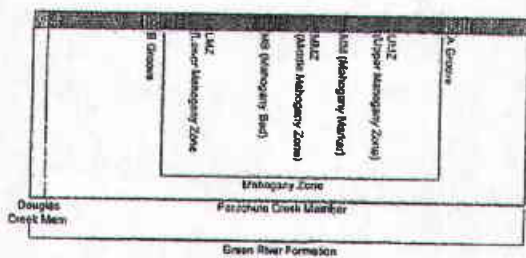 A Groove
UMZ
(Upper Mahogany Zone)
MM (Mahogany Marker)
MMZ
(Middle Mahogany Zone)
MB (Mahogany Bed)
LMZ
(Lower Mahogany Zone
B Groove
Mahogany Zone
Parachute Creek Member
Douglas
Creek Mem
Green River Formation